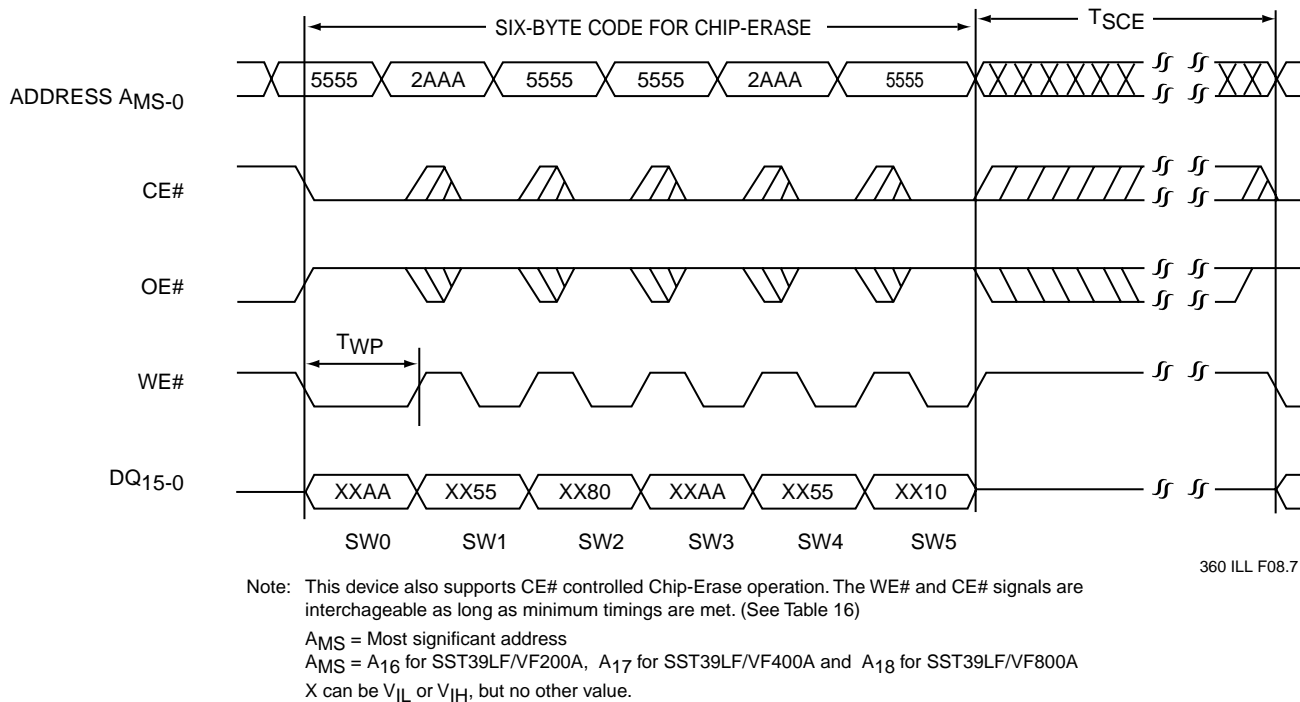 SIX-BYTE CODE FOR CHIP-ERASE
TSCE
ADDRESS AMS-0
5555 2AAA 5555 5555 2AAA 5555
CE#
OE#
TWP
WE#
DQ15-0
XXAA XX55 XX80 XXAA XX55 XX10
SW0 SW1 SW2 SW3 SW4 SW5
360 ILL F08.7
Note: This device also supports CE# controlled Chip-Erase operation. The WE# and CE# signals are
interchageable as long as minimum timings are met. (See Table 16)
AMS = Most significant address
AMS = A16 for SST39LF/VF200A, A17 for SST39LF/VF400A and A18 for SST39LF/VF800A
X can be VIL or VIH, but no other value.